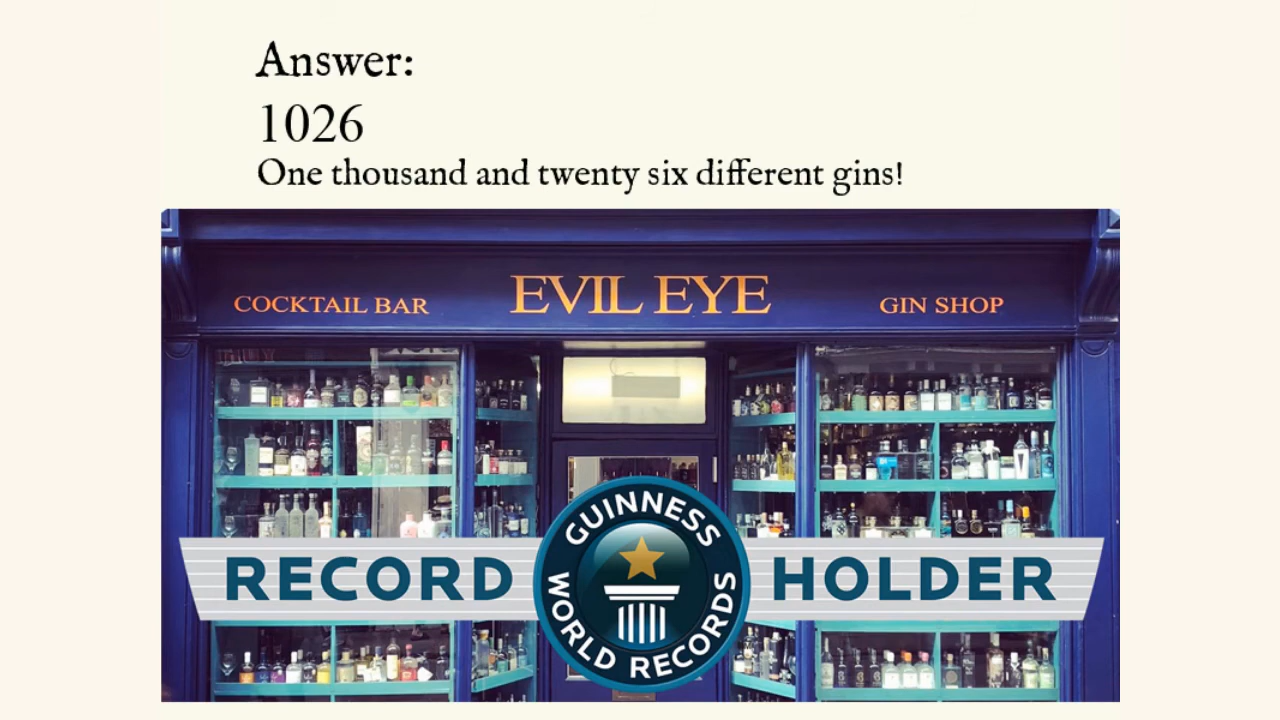 Answer:
1026
One thousand and twenty six different gins!
COCKTAIL BAR EVIL EYE GIN SHOP
GUINNESS
RECORD HOLDER
WORLD RECORDS